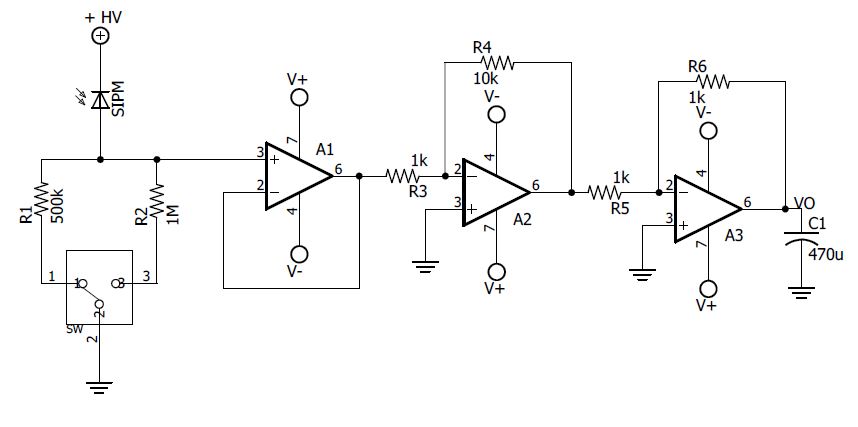 + HV
SIPM
R1
500k
R2
1M
1
1
3
3
2
SW
2
V+
7
3
+
2
−
A1
6
4
V-
1k
R3
R4
10k
V-
4
2
−
3
+
6
A2
7
V+
1k
R5
R6
1k
V-
4
2
−
3
+
6
A3
7
V+
VO
C1
470u